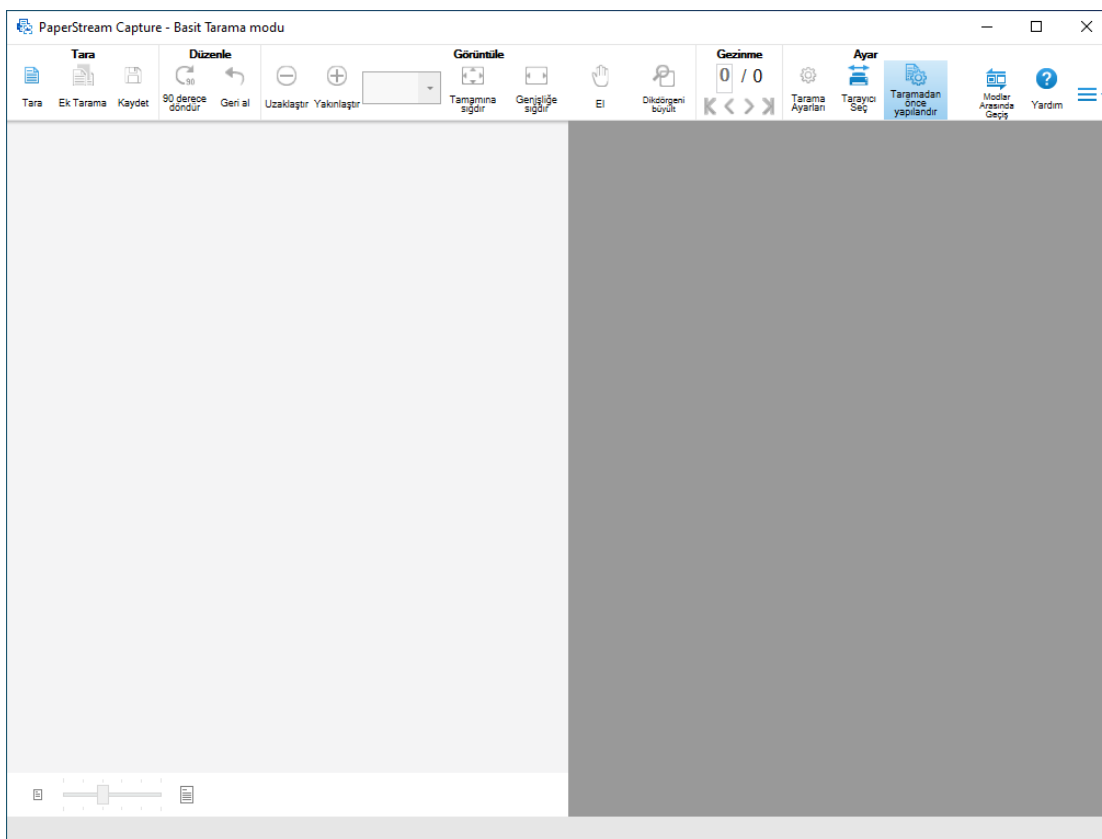 PaperStream Capture - Basit Tarama modu
Tara
Düzenle
Görüntüle
Gezinme
Ayar
90
0 / 0
Tara
Ek Tarama
Kaydet
90 derece
döndür
Geri al
Uzaklaştır
Yakınlaştır
Tamamına
sığdır
Genişliğe
sığdır
El
Dikdörgeni
büyült
Tarama
Ayarları
Tarayıcı
Seç
Taramadan
önce
yapılandır
Modlar
Arasında
Geçiş
?
Yardım